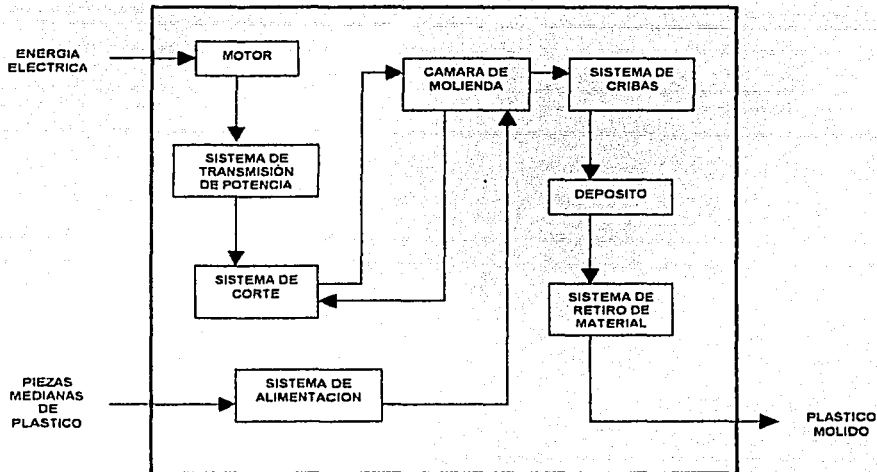 ENERGIA
ELECTRICA
MOTOR
CAMARA DE
MOLIENDA
SISTEMA DE
CRIBAS
SISTEMA DE
TRANSMISIÓN
DE POTENCIA
DEPOSITO
SISTEMA DE
CORTE
SISTEMA DE
RETIRO DE
MATERIAL
PIEZAS
MEDIANAS
DE
PLASTICO
SISTEMA DE
ALIMENTACION
PLASTICO
MOLIDO